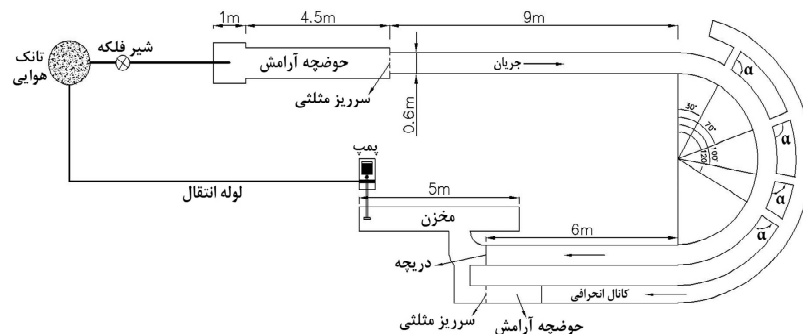 1m
4.5m
9m
شیر فلکه
تانک
هوایی
حوضچه آرامش
جریان
سرریز مثلثی
0.6m
α
30°
70°
100°
120°
α
α
α
پمپ
5m
لوله انتقال
مخزن
6m
دریچه
کانال انحرافی
سرریز مثلثی
حوضچه آرامش